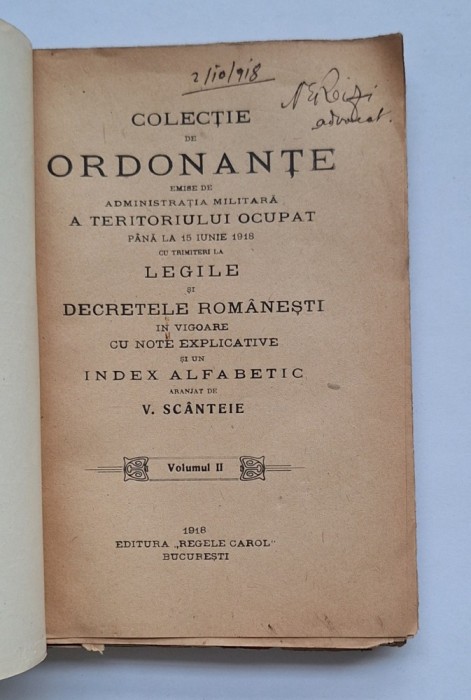 2/10/918
advocat.
COLECȚIE
DE
ORDONANȚE
EMISE DE
ADMINISTRAȚIA MILITARĂ
A TERITORIULUI OCUPAT
PÂNĂ LA 15 IUNIE 1918
CU TRIMITERI LA
LEGILE
ȘI
DECRETELE ROMÂNEȘTI
IN VIGOARE
CU NOTE EXPLICATIVE
ȘI UN
INDEX ALFABETIC
ARANJAT DE
V. SCÂNTEIE
Volumul II
1918
EDITURA „REGELE CAROL"
BUCUREȘTI